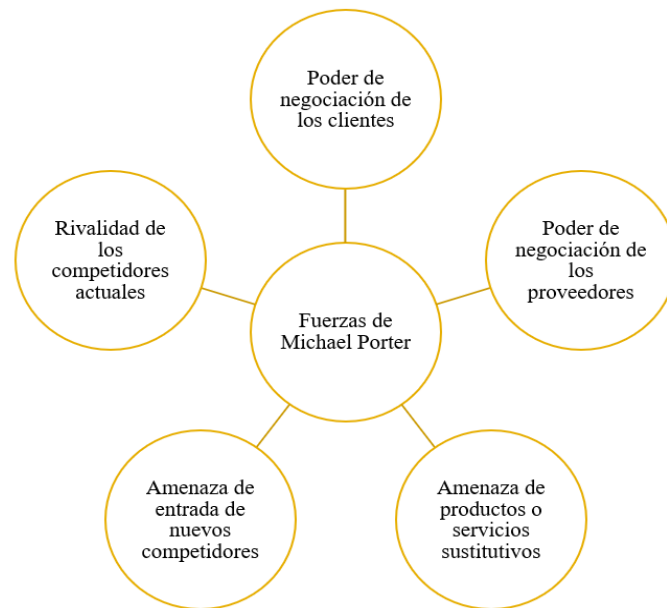 Poder de
negociación de
los clientes
Rivalidad de
los
competidores
actuales
Poder de
negociación de
los
proveedores
Fuerzas de
Michael Porter
Amenaza de
entrada de
nuevos
competidores
Amenaza de
productos o
servicios
sustitutivos